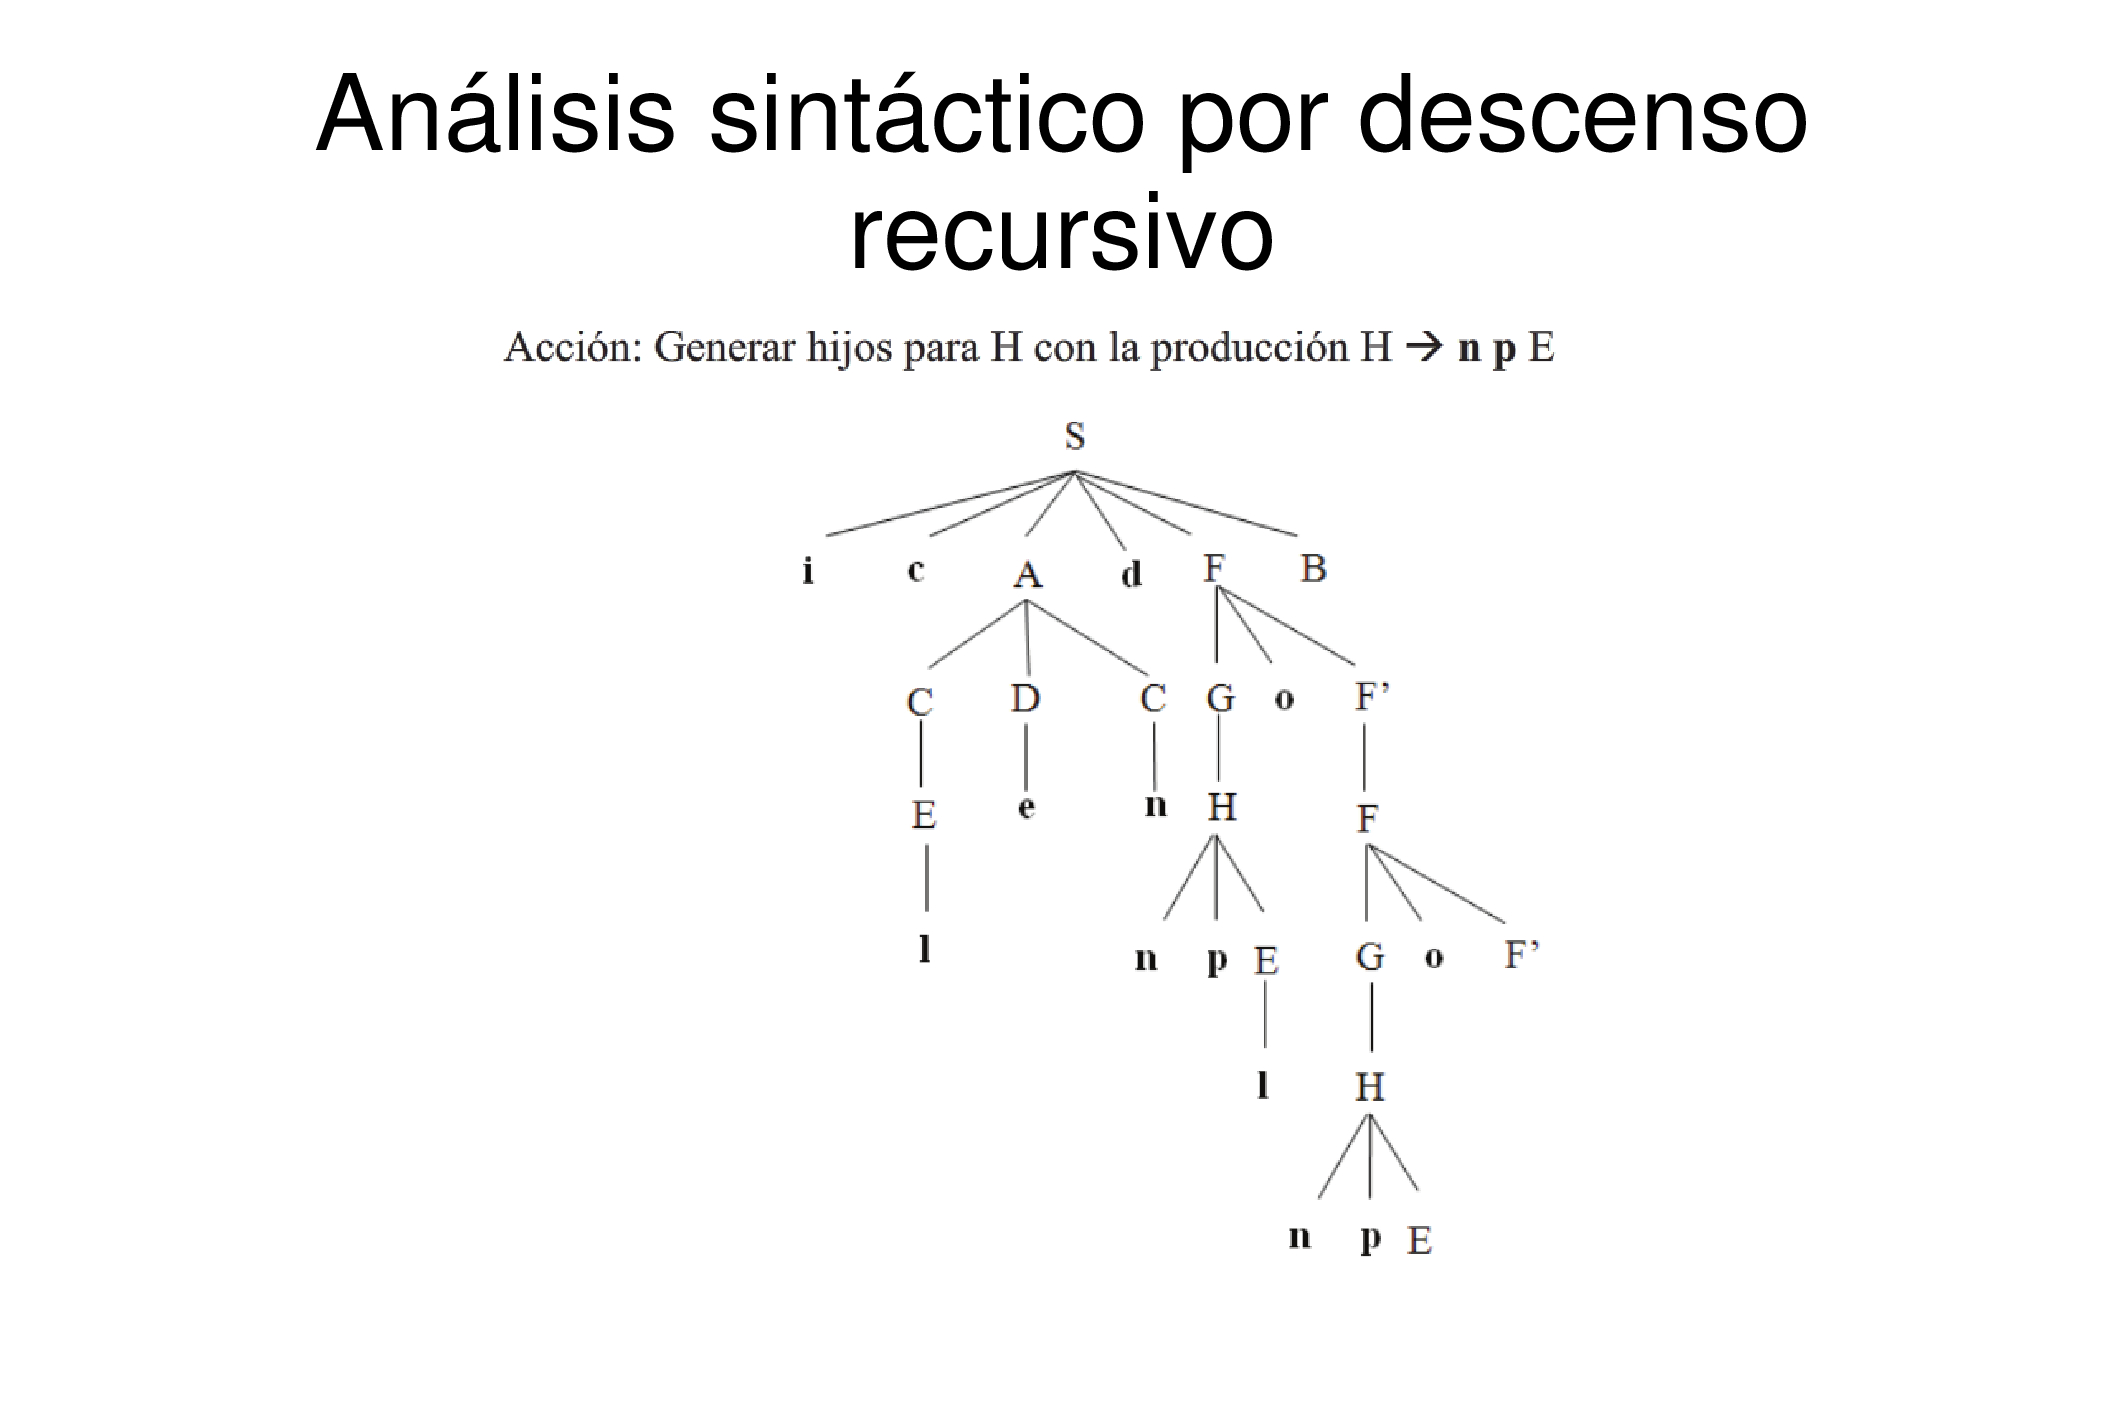 Análisis sintáctico por descenso
recursivo
Acción: Generar hijos para H con la producción H → n p E
S
i c A d F B
C D C G o F’
E e n H F
l n p E G o F’
l H
n p E